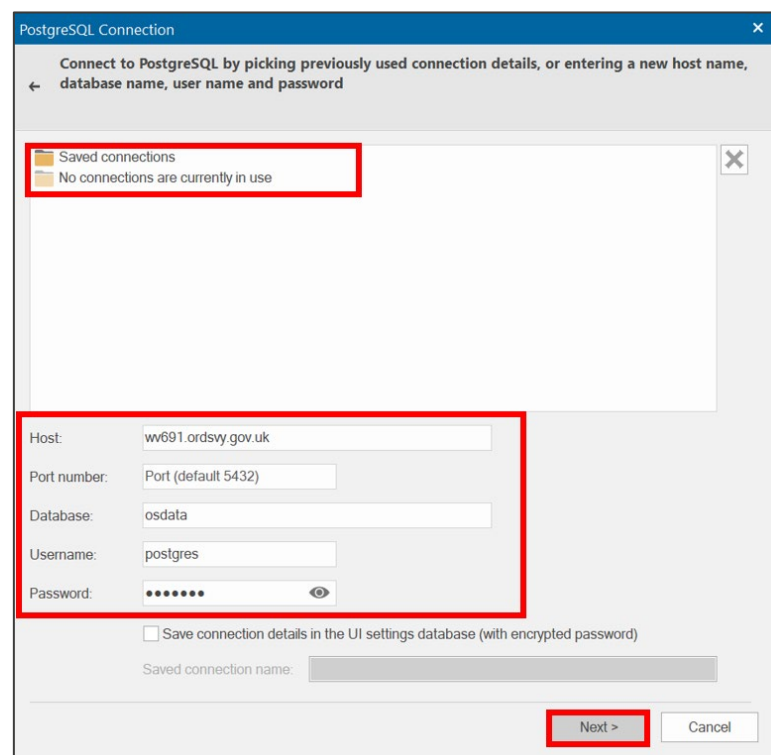 PostgreSQL Connection
Connect to PostgreSQL by picking previously used connection details, or entering a new host name,
database name, user name and password
Saved connections
No connections are currently in use
Host: wv691.ordsvy.gov.uk
Port number: Port (default 5432)
Database: osdata
Username: postgres
Password: •••••••
Save connection details in the UI settings database (with encrypted password)
Saved connection name:
Next > Cancel